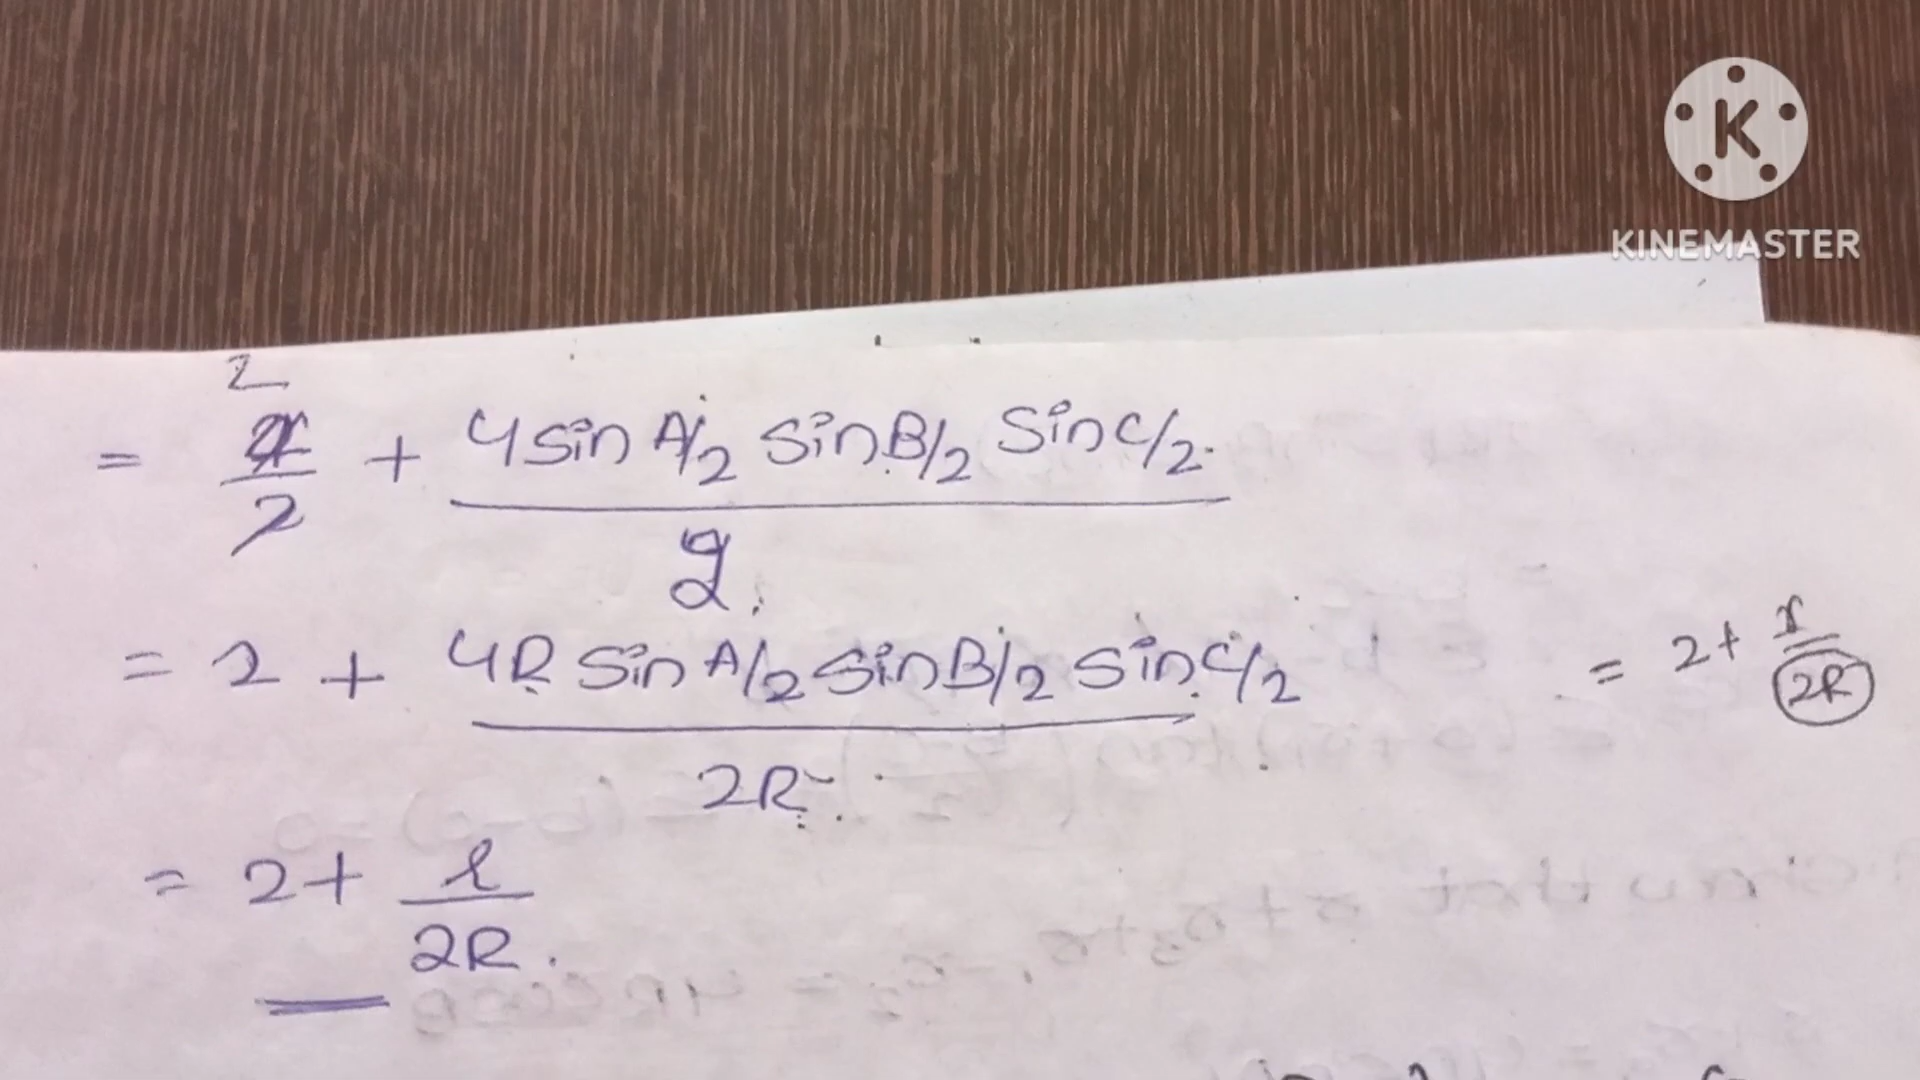 KINEMASTER
2
= 4/2 + 4 sin A/2 sin B/2 sin C/2 / 2
= 2 + 4R sin A/2 sin B/2 sin C/2 / 2R = 2 + r/2R
= 2 + r/2R.